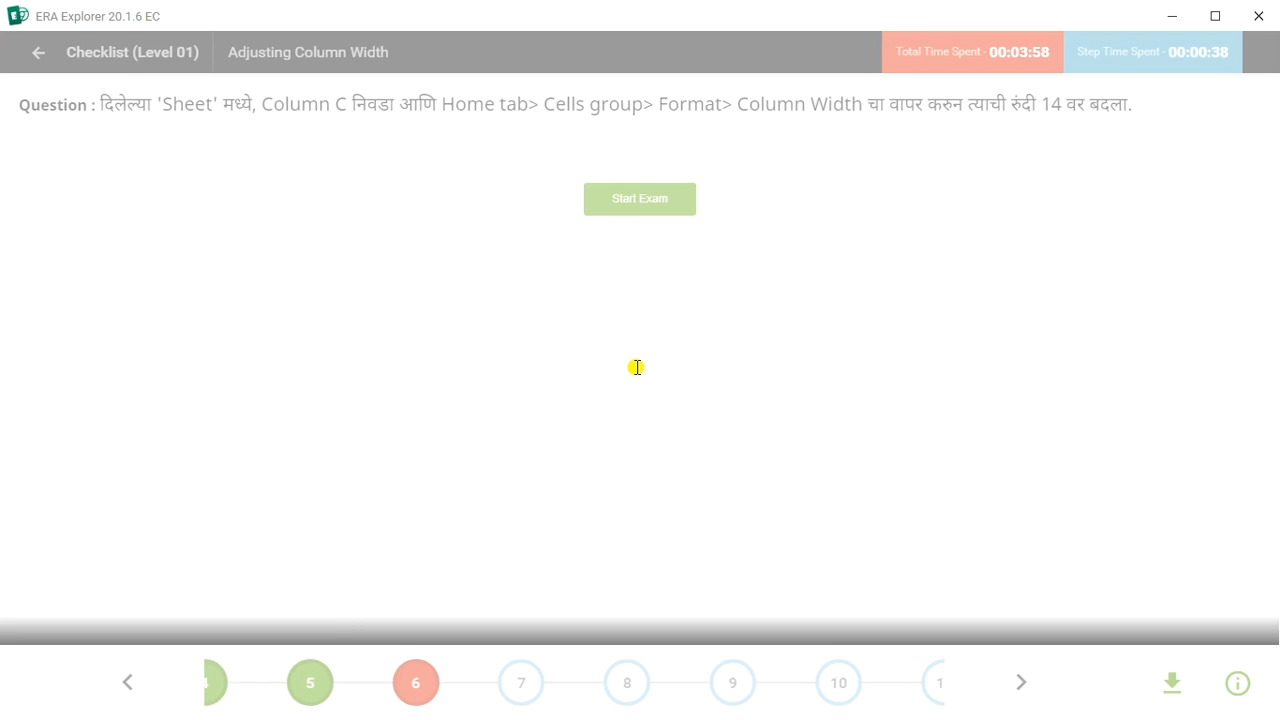 ERA Explorer 20.1.6 EC
Checklist (Level 01) Adjusting Column Width Total Time Spent - 00:03:58 Step Time Spent - 00:00:38
Question : दिलेल्या 'Sheet' मध्ये, Column C निवडा आणि Home tab> Cells group> Format> Column Width चा वापर करुन त्याची रुंदी 14 वर बदला.
Start Exam
4 5 6 7 8 9 10 1